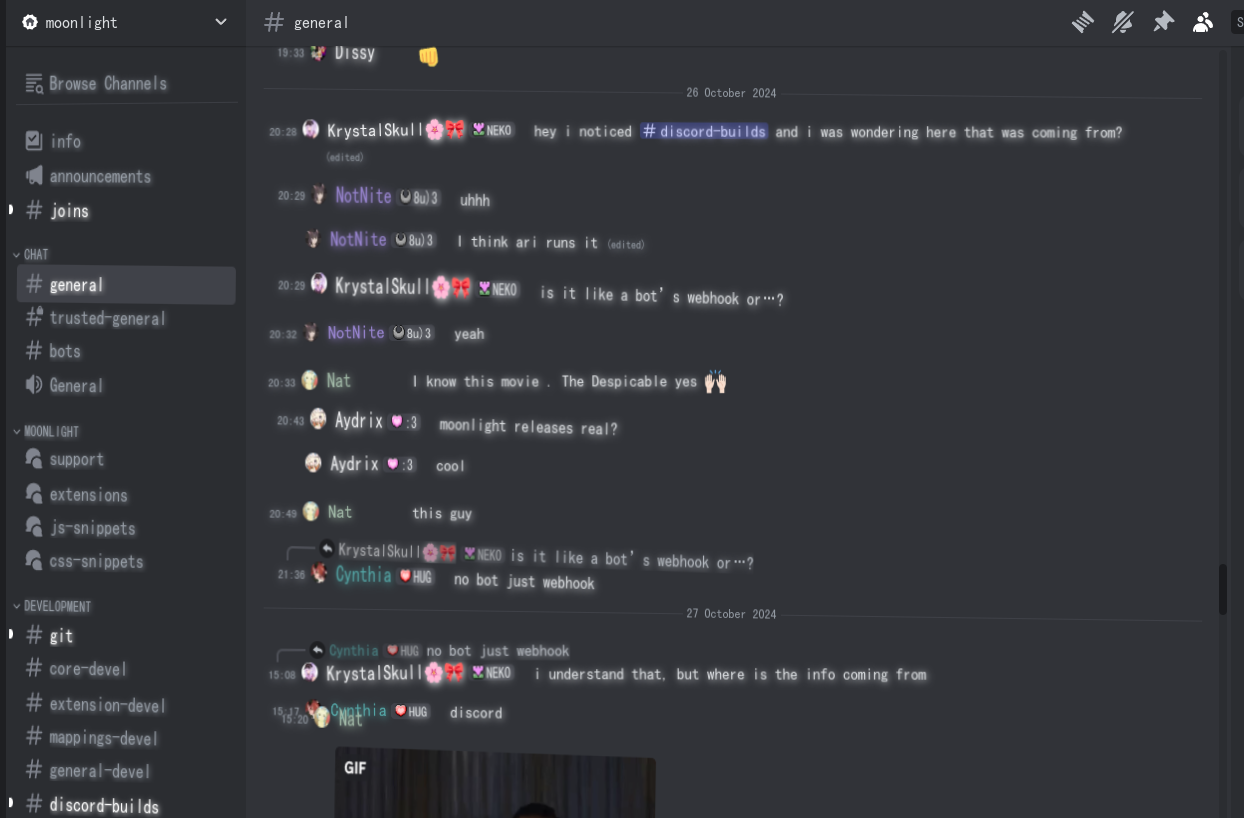 moonlight
# general
S
Browse Channels
info
announcements
# joins
CHAT
# general
# trusted-general
# bots
General
MOONLIGHT
support
extensions
js-snippets
css-snippets
DEVELOPMENT
# git
# core-devel
# extension-devel
# mappings-devel
# general-devel
# discord-builds
19:33 Dissy 👊
26 October 2024
20:28 KrystalSkull🌸🎀 NEKO hey i noticed # discord-builds and i was wondering here that was coming from?
(edited)
20:29 NotNite 8u)3 uhhh
NotNite 8u)3 I think ari runs it (edited)
20:29 KrystalSkull🌸🎀 NEKO is it like a bot's webhook or…?
20:32 NotNite 8u)3 yeah
20:33 Nat I know this movie . The Despicable yes 🙌🏻
20:43 Aydrix :3 moonlight releases real?
Aydrix :3 cool
20:49 Nat this guy
KrystalSkull🌸🎀 NEKO is it like a bot's webhook or…?
21:36 Cynthia HUG no bot just webhook
27 October 2024
Cynthia HUG no bot just webhook
15:08 KrystalSkull🌸🎀 NEKO i understand that, but where is the info coming from
15:17 Cynthia HUG discord
15:20 Nat
GIF